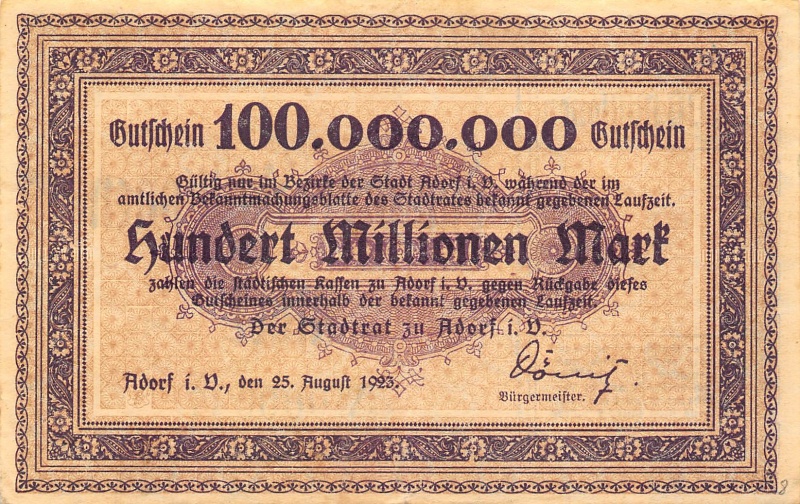 Gutschein 100.000.000 Gutschein
Gültig nur im Bezirke der Stadt Adorf i. V. während der im
amtlichen Bekanntmachungsblatte des Stadtrates bekannt gegebenen Laufzeit.
Hundert Millionen Mark
zahlen die städtischen Kassen zu Adorf i. V. gegen Rückgabe dieses
Gutscheines innerhalb der bekannt gegebenen Laufzeit.
Der Stadtrat zu Adorf i. V.
Adorf i. V., den 25. August 1923.
Bürgermeister.